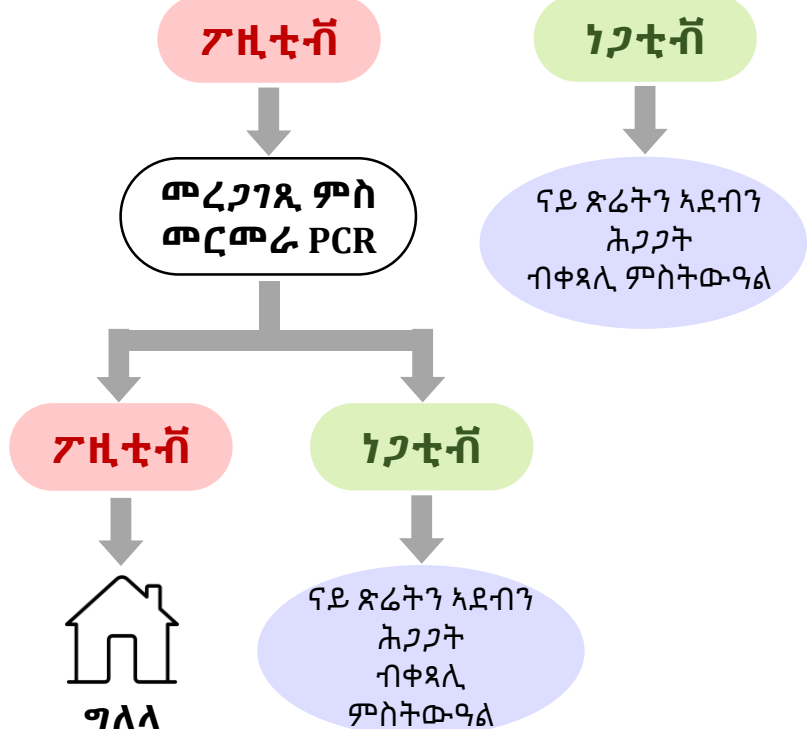 ፖዚቲቭ
ነጋቲቭ
መረጋገጺ ምስ
መርመራ PCR
ናይ ጽሬትን ኣደብን
ሕጋጋት
ብቀጻሊ ምስትውዓል
ፖዚቲቭ
ነጋቲቭ
ግለላ
ናይ ጽሬትን ኣደብን
ሕጋጋት
ብቀጻሊ
ምስትውዓል